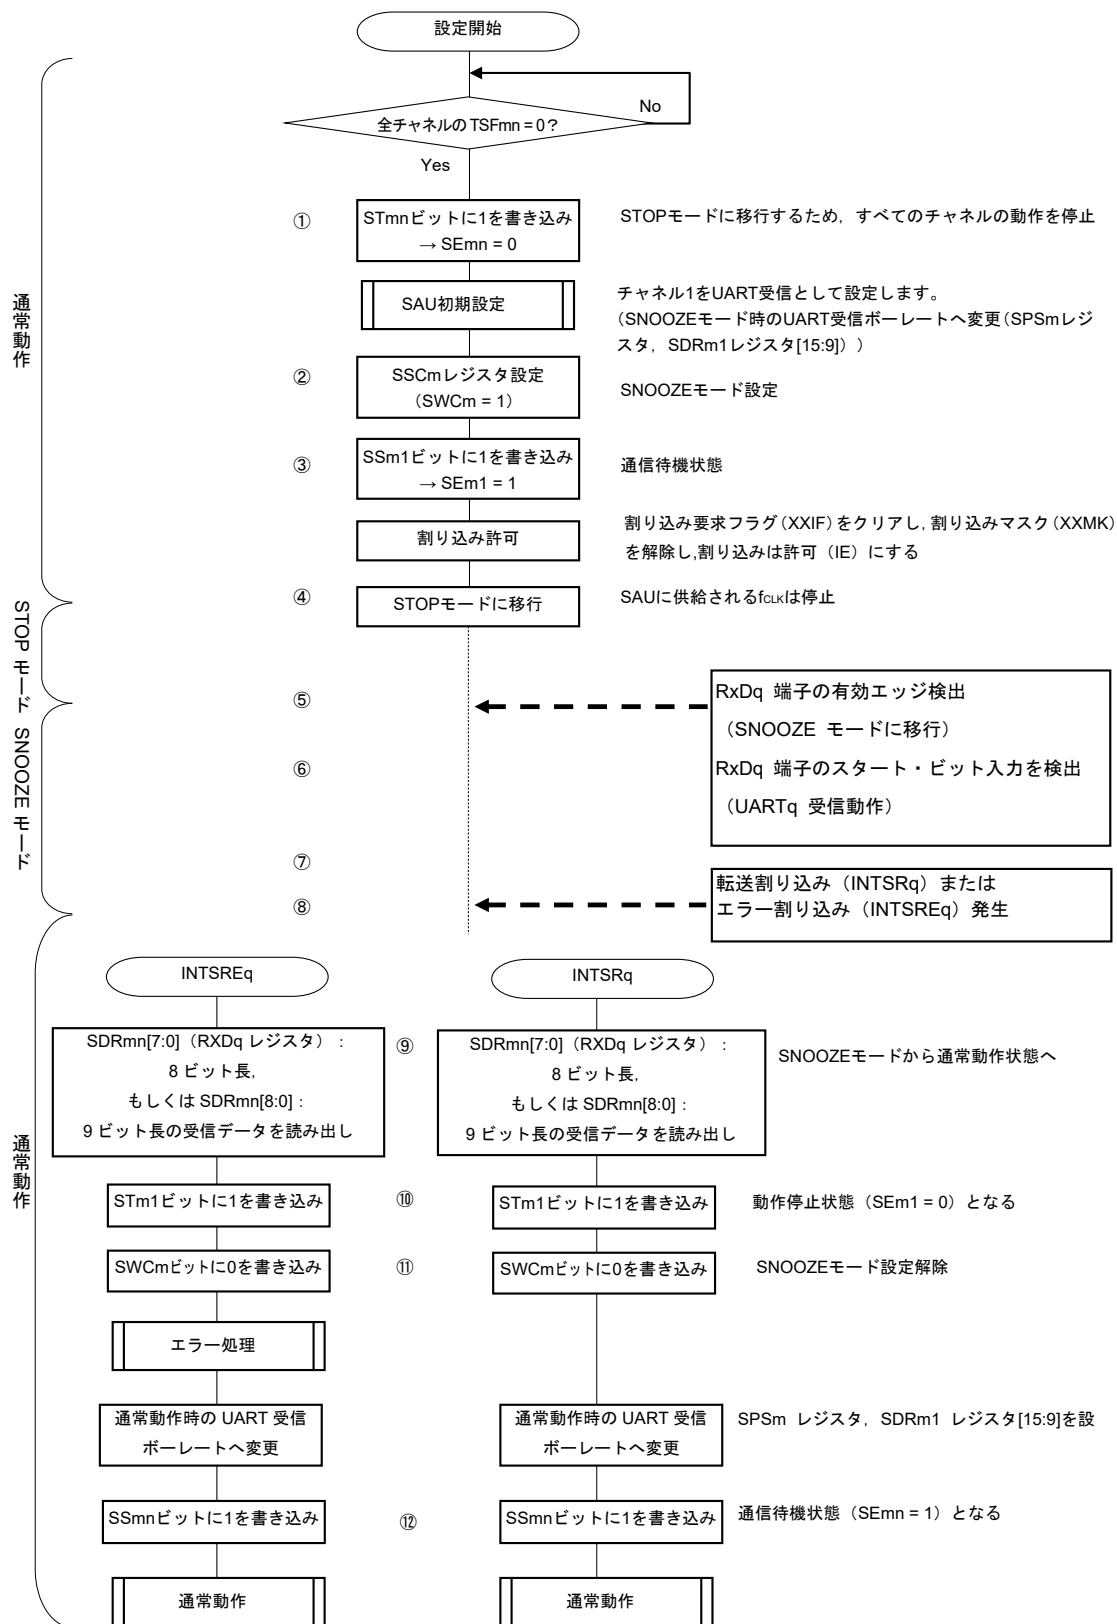 設定開始
No
全チャネルの TSFmn = 0？
Yes
①
STmnビットに1を書き込み
→ SEmn = 0
STOPモードに移行するため，すべてのチャネルの動作を停止
SAU初期設定
チャネル1をUART受信として設定します。
（SNOOZEモード時のUART受信ボーレートへ変更（SPSmレジ
スタ，SDRm1レジスタ[15:9]））
②
SSCmレジスタ設定
（SWCm = 1）
SNOOZEモード設定
③
SSm1ビットに1を書き込み
→ SEm1 = 1
通信待機状態
割り込み許可
割り込み要求フラグ（XXIF）をクリアし，割り込みマスク（XXMK）
を解除し,割り込みは許可（IE）にする
④
STOPモードに移行
SAUに供給されるfCLKは停止
通常動作
STOP モード
SNOOZE モード
⑤
RxDq 端子の有効エッジ検出
（SNOOZE モードに移行）
⑥
RxDq 端子のスタート・ビット入力を検出
（UARTq 受信動作）
⑦
⑧
転送割り込み（INTSRq）または
エラー割り込み（INTSREq）発生
通常動作
INTSREq
INTSRq
SDRmn[7:0]（RXDq レジスタ）：
8 ビット長，
もしくは SDRmn[8:0]：
9 ビット長の受信データを読み出し
⑨
SDRmn[7:0]（RXDq レジスタ）：
8 ビット長，
もしくは SDRmn[8:0]：
9 ビット長の受信データを読み出し
SNOOZEモードから通常動作状態へ
STm1ビットに1を書き込み
⑩
STm1ビットに1を書き込み
動作停止状態（SEm1 = 0）となる
SWCmビットに0を書き込み
⑪
SWCmビットに0を書き込み
SNOOZEモード設定解除
エラー処理
通常動作時の UART 受信
ボーレートへ変更
通常動作時の UART 受信
ボーレートへ変更
SPSm レジスタ，SDRm1 レジスタ[15:9]を設
SSmnビットに1を書き込み
⑫
SSmnビットに1を書き込み
通信待機状態（SEmn = 1）となる
通常動作
通常動作